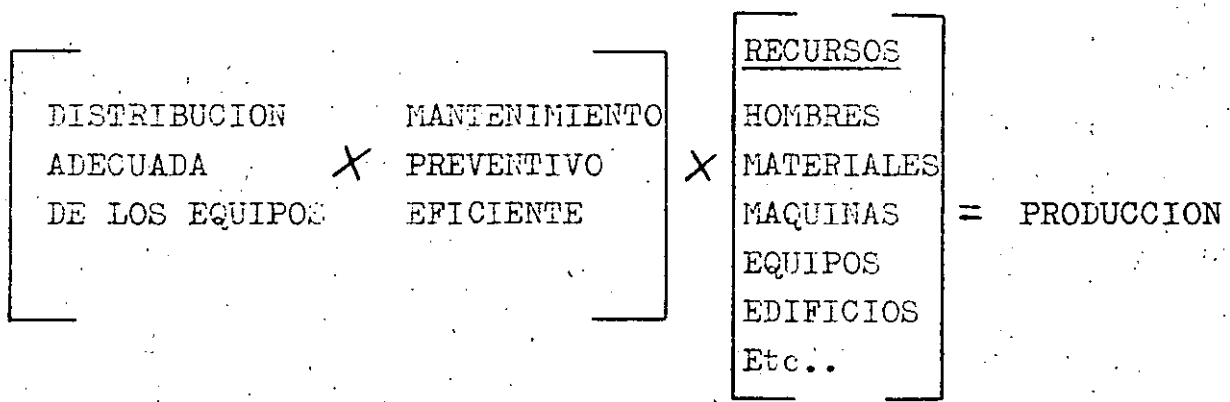 RECURSOS
DISTRIBUCION MANTENIMIENTO HOMBRES
ADECUADA X PREVENTIVO X MATERIALES
DE LOS EQUIPOS EFICIENTE MAQUINAS = PRODUCCION
EQUIPOS
EDIFICIOS
Etc..